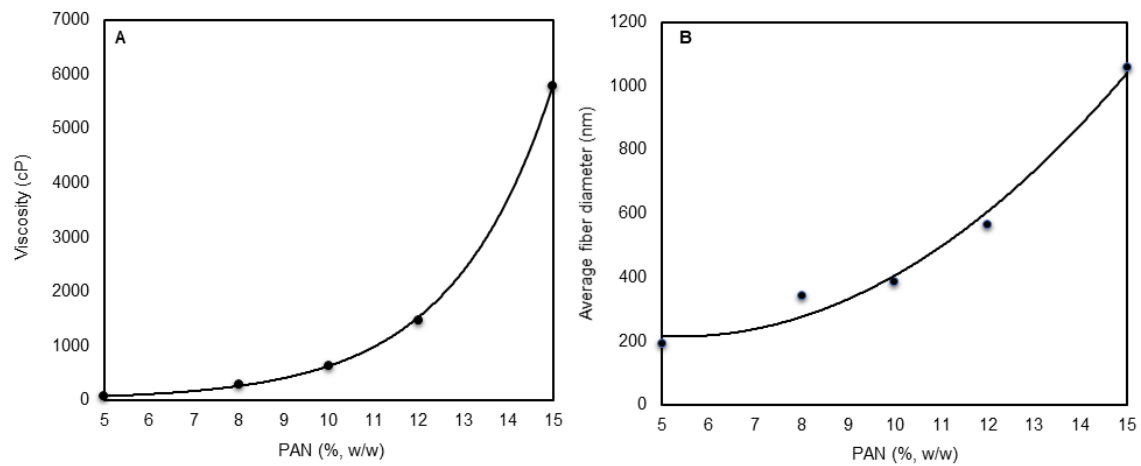 A
Viscosity (cP)
7000
6000
5000
4000
3000
2000
1000
0
5 6 7 8 9 10 11 12 13 14 15
PAN (%, w/w)
B
Average fiber diameter (nm)
1200
1000
800
600
400
200
0
5 6 7 8 9 10 11 12 13 14 15
PAN (%, w/w)